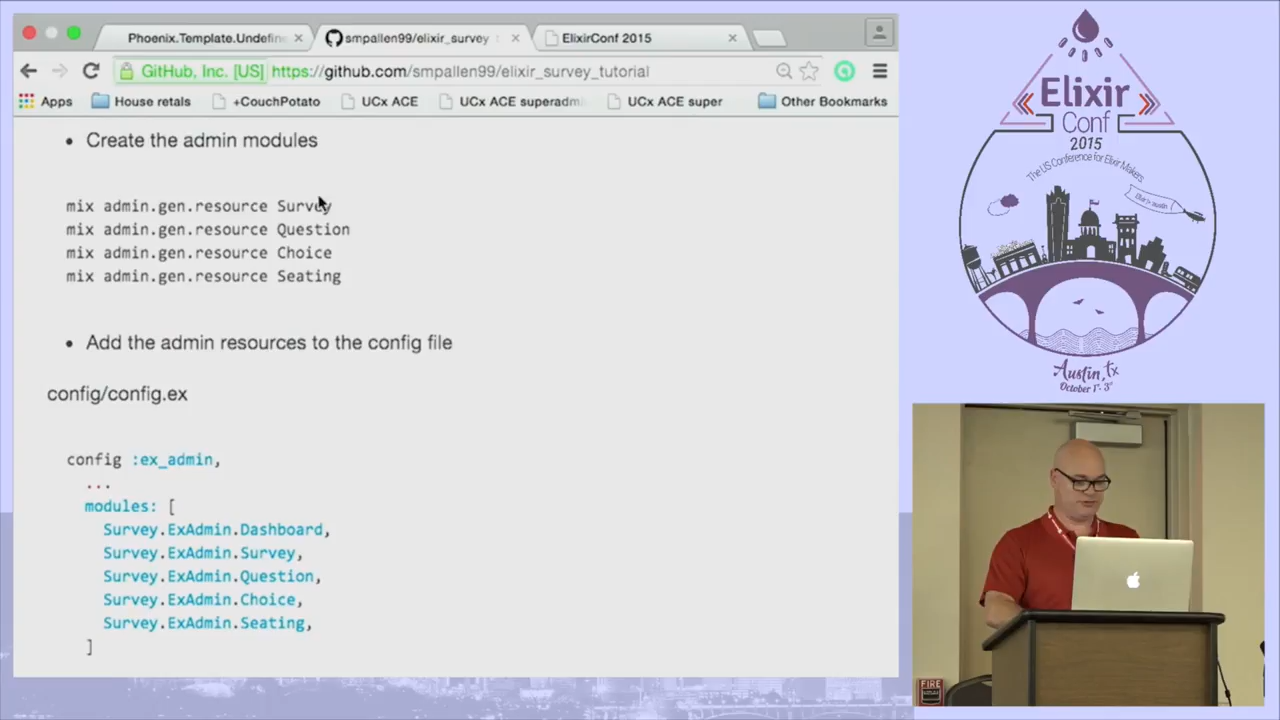 Phoenix.Template.Undefine
smpallen99/elixir_survey
ElixirConf 2015
GitHub, Inc. [US]
https://github.com/smpallen99/elixir_survey_tutorial
Apps
House retals
+CouchPotato
UCx ACE
UCx ACE superadmi
UCx ACE super
Other Bookmarks
• Create the admin modules
mix admin.gen.resource Survey
mix admin.gen.resource Question
mix admin.gen.resource Choice
mix admin.gen.resource Seating
• Add the admin resources to the config file
config/config.ex
config :ex_admin,
...
modules: [
Survey.ExAdmin.Dashboard,
Survey.ExAdmin.Survey,
Survey.ExAdmin.Question,
Survey.ExAdmin.Choice,
Survey.ExAdmin.Seating,
]
Elixir
Conf
2015
The US Conference for Elixir Makers
Austin, tx
October 1st - 3rd
FIRE